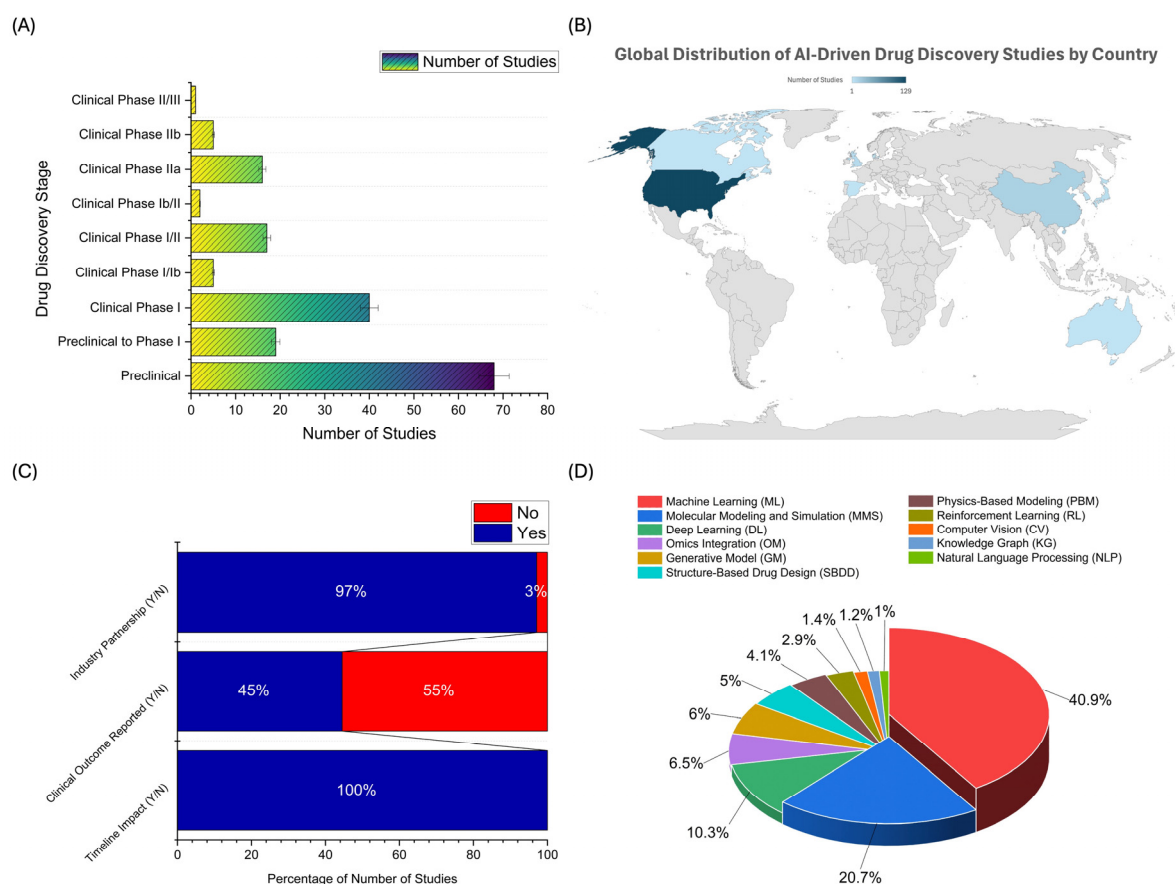 (A)
Number of Studies
Drug Discovery Stage
Clinical Phase II/III
Clinical Phase IIb
Clinical Phase IIa
Clinical Phase Ib/II
Clinical Phase I/II
Clinical Phase I/Ib
Clinical Phase I
Preclinical to Phase I
Preclinical
0 10 20 30 40 50 60 70 80
Number of Studies
(B)
Global Distribution of AI-Driven Drug Discovery Studies by Country
Number of Studies
1 129
(C)
No
Yes
Industry Partnership (Y/N)
97% 3%
Clinical Outcome Reported (Y/N)
45% 55%
Timeline Impact (Y/N)
100%
0 20 40 60 80 100
Percentage of Number of Studies
(D)
Machine Learning (ML)
Molecular Modeling and Simulation (MMS)
Deep Learning (DL)
Omics Integration (OM)
Generative Model (GM)
Structure-Based Drug Design (SBDD)
Physics-Based Modeling (PBM)
Reinforcement Learning (RL)
Computer Vision (CV)
Knowledge Graph (KG)
Natural Language Processing (NLP)
40.9%
20.7%
10.3%
6.5%
6%
5%
4.1%
2.9%
1.4%
1.2%
1%